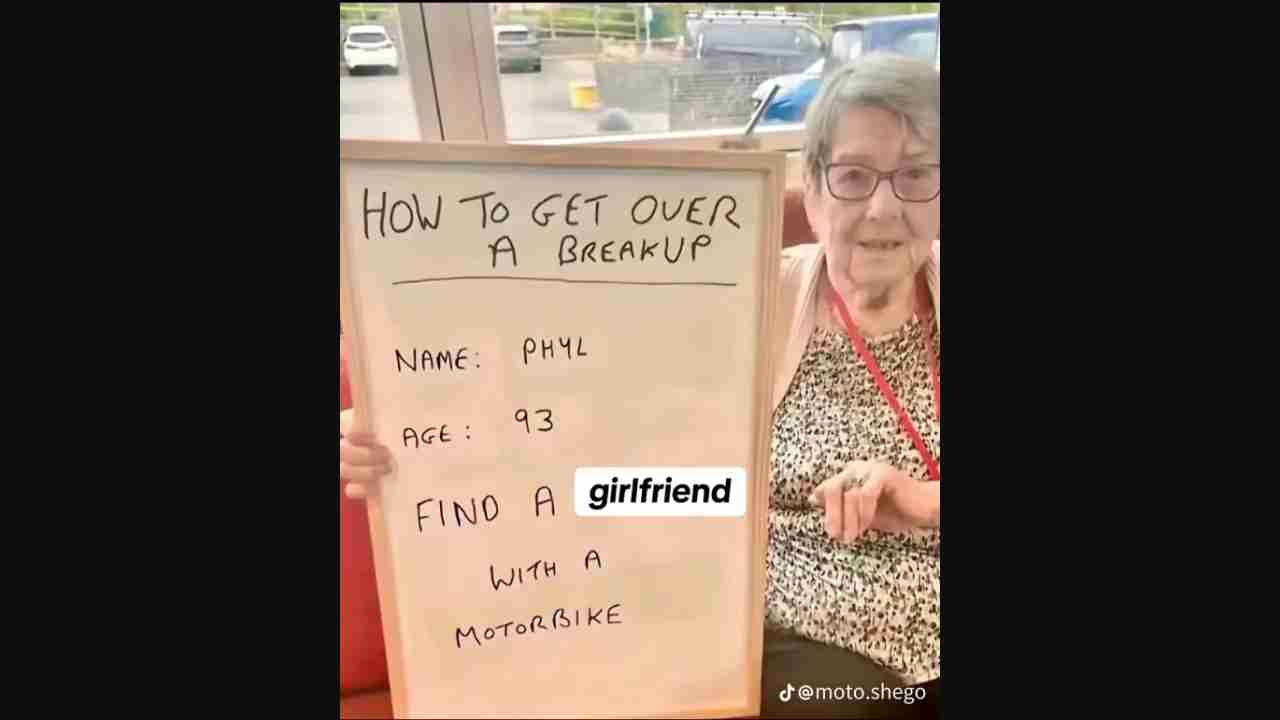 HOW TO GET OVER
A BREAKUP
NAME: PHYL
AGE: 93
FIND A girlfriend
WITH A
MOTORBIKE
@moto.shego